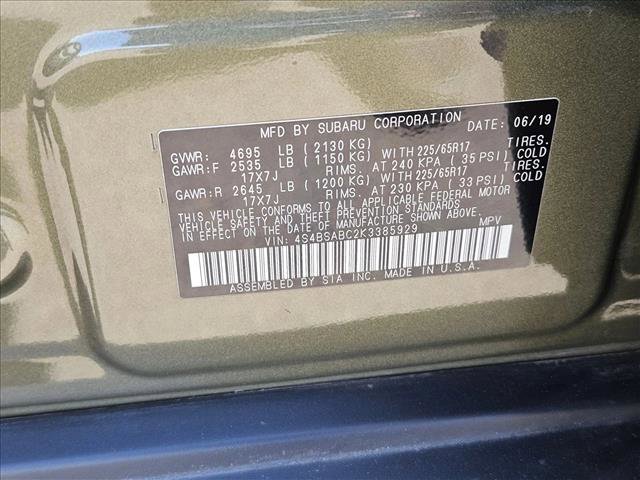 MFD BY SUBARU CORPORATION DATE: 06/19
GVWR: 4695 LB (2130 KG)
GAWR:F 2535 LB (1150 KG) WITH 225/65R17 TIRES.
17X7J RIMS. AT 240 KPA (35 PSI) COLD
GAWR:R 2645 LB (1200 KG) WITH 225/65R17 TIRES.
17X7J RIMS. AT 230 KPA (33 PSI) COLD
THIS VEHICLE CONFORMS TO ALL APPLICABLE FEDERAL MOTOR
VEHICLE SAFETY AND THEFT PREVENTION STANDARDS
IN EFFECT ON THE DATE OF MANUFACTURE SHOWN ABOVE.
VIN: 4S4BSABC2K3385929 MPV
ASSEMBLED BY SIA INC. MADE IN U.S.A.